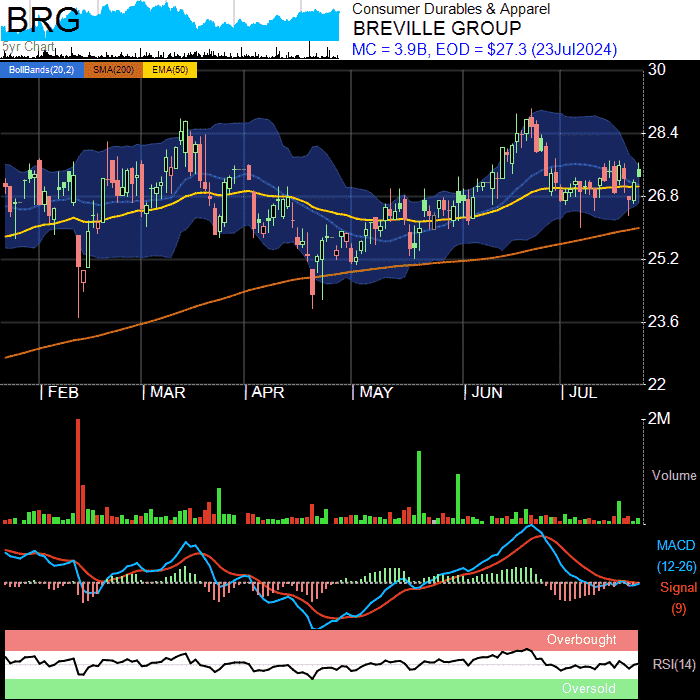 BRG
Consumer Durables & Apparel
BREVILLE GROUP
MC = 3.9B, EOD = $27.3 (23Jul2024)
5yr Chart
BollBands(20,2) SMA(200) EMA(50)
30
28.4
26.8
25.2
23.6
22
FEB MAR APR MAY JUN JUL
2M
Volume
MACD
(12-26)
Signal
(9)
Overbought
RSI(14)
Oversold